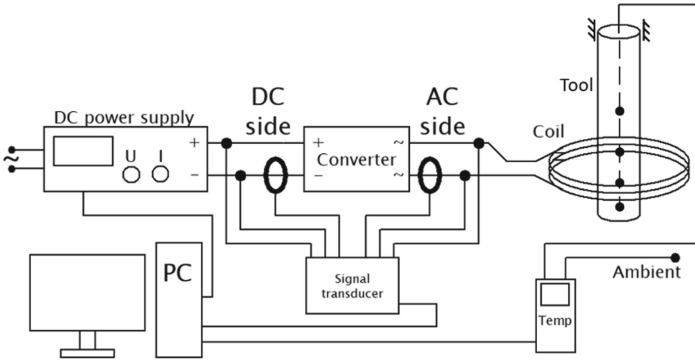 Tool
DC
side
AC
side
Coil
DC power supply
U I
+
−
+
−
Converter
~
~
~
PC
Signal
transducer
Temp
Ambient